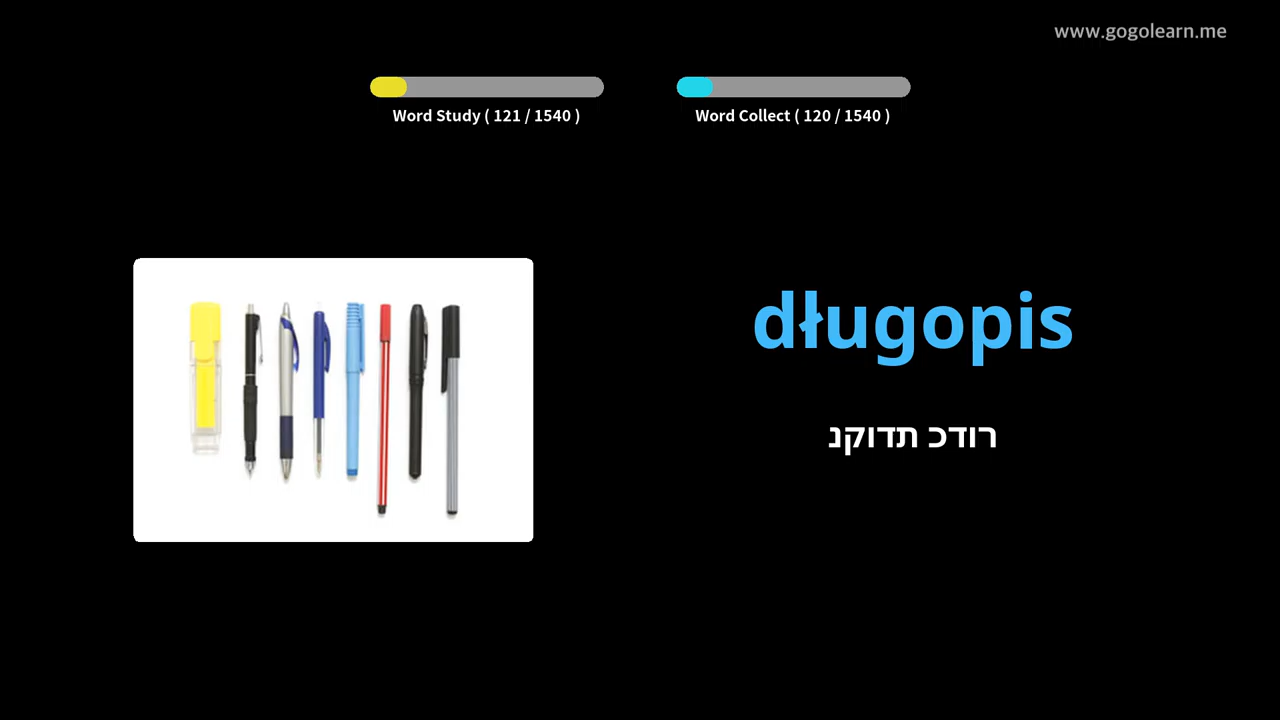 www.gogolearn.me
Word Study ( 121 / 1540 )
Word Collect ( 120 / 1540 )
długopis
רודכ תדוקנ